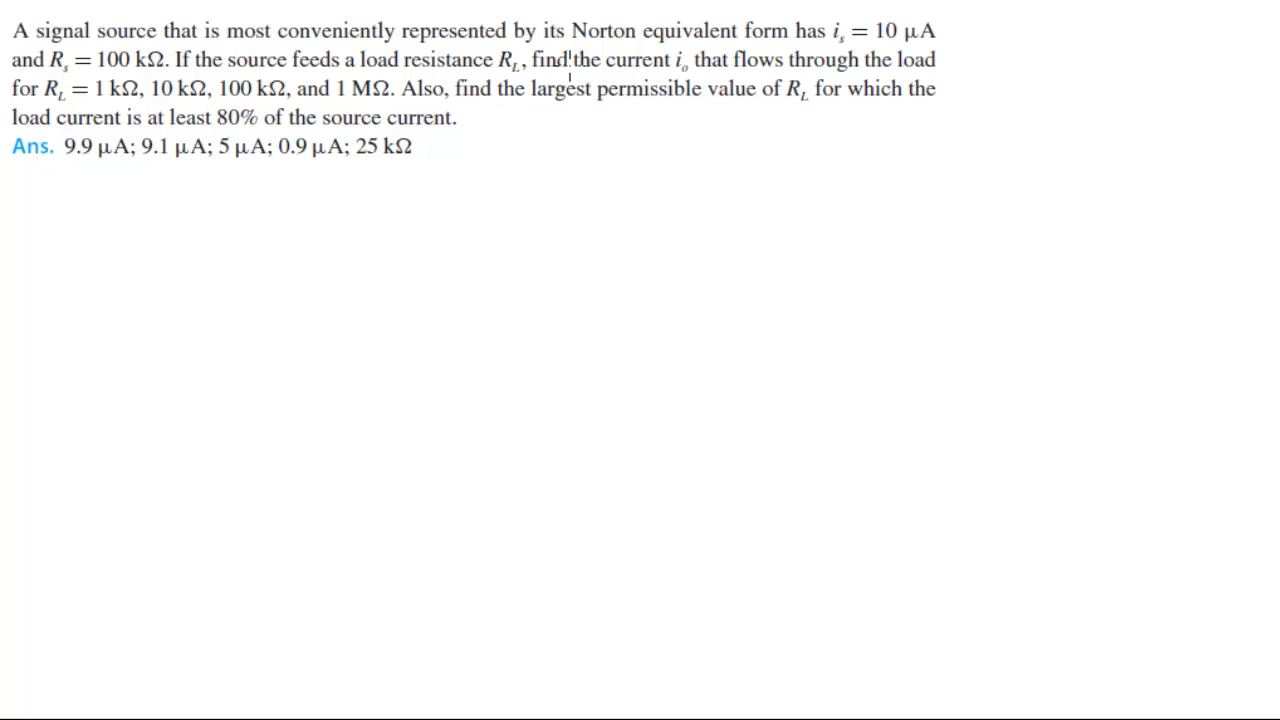 A signal source that is most conveniently represented by its Norton equivalent form has iₛ = 10 μA
and Rₛ = 100 kΩ. If the source feeds a load resistance R_L, find the current iₒ that flows through the load
for R_L = 1 kΩ, 10 kΩ, 100 kΩ, and 1 MΩ. Also, find the largest permissible value of R_L for which the
load current is at least 80% of the source current.
Ans. 9.9 μA; 9.1 μA; 5 μA; 0.9 μA; 25 kΩ